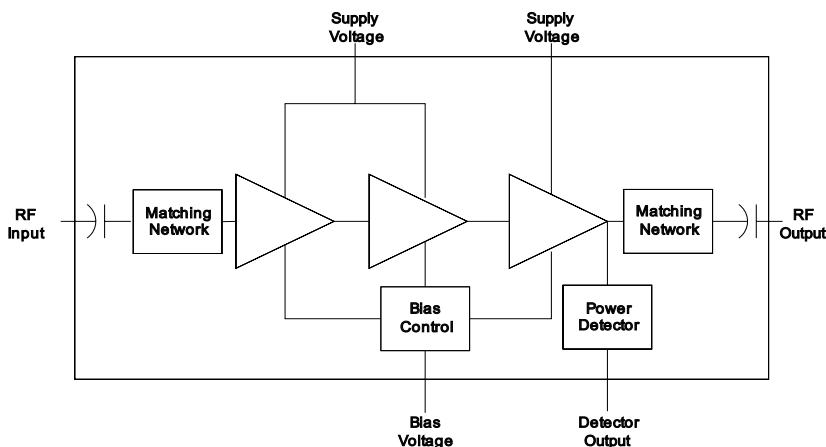 Supply
Voltage
Supply
Voltage
RF
Input
Matching
Network
Matching
Network
RF
Output
Bias
Control
Power
Detector
Bias
Voltage
Detector
Output